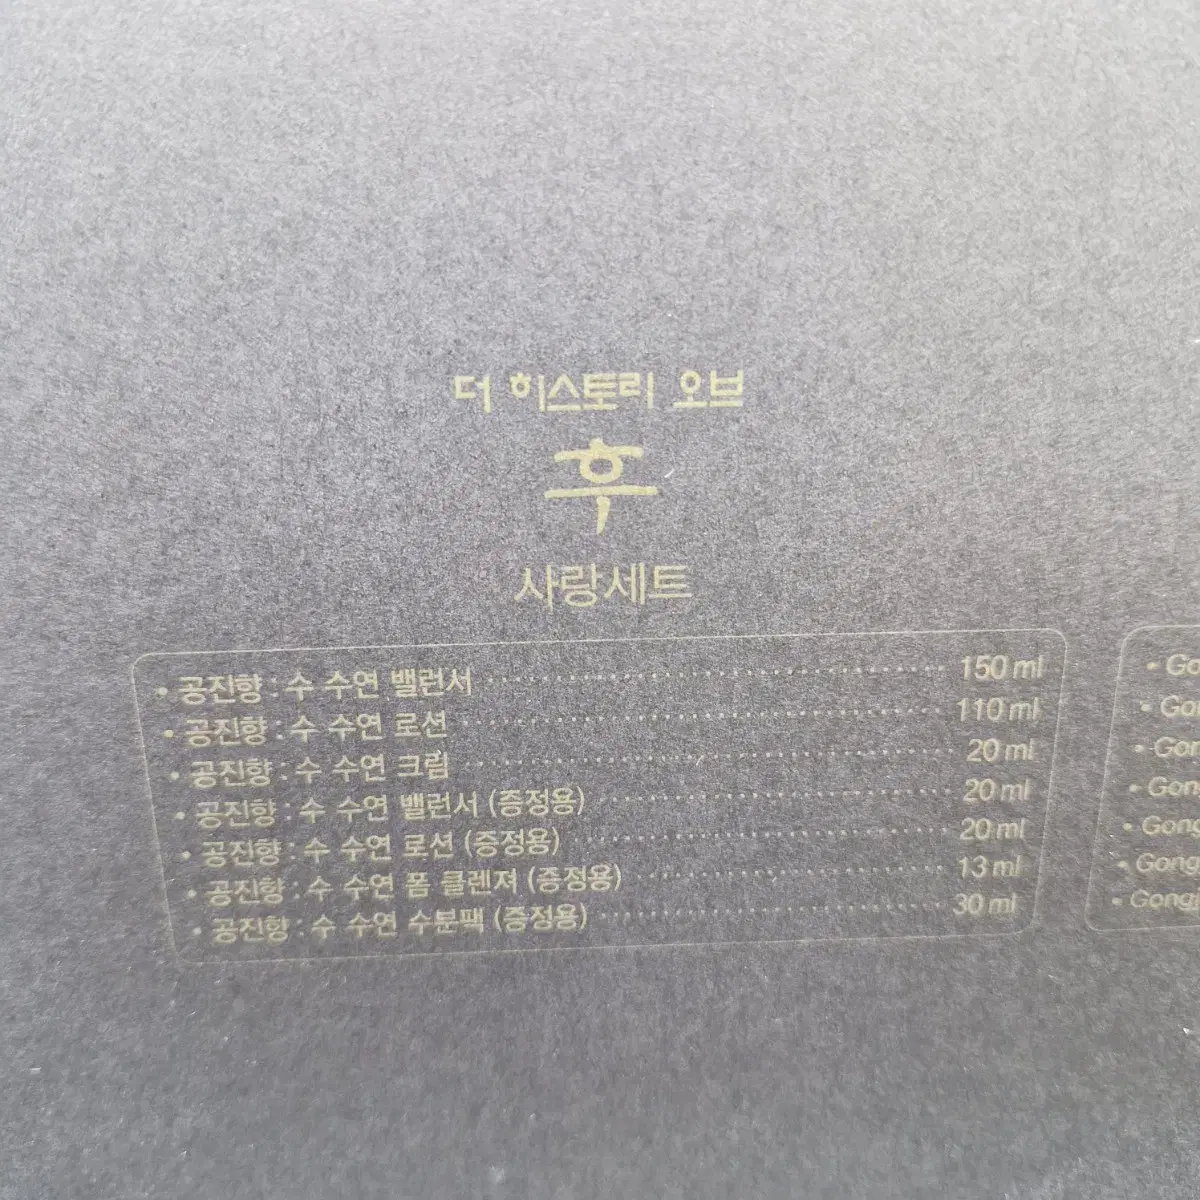 더 히스토리 오브
후
사랑세트
• 공진향 : 수 수연 밸런서 ········ 150 ml
• 공진향 : 수 수연 로션 ········ 110 ml
• 공진향 : 수 수연 크림 ········ 20 ml
• 공진향 : 수 수연 밸런서 (증정용) ········ 20 ml
• 공진향 : 수 수연 로션 (증정용) ········ 20 ml
• 공진향 : 수 수연 폼 클렌져 (증정용) ········ 13 ml
• 공진향 : 수 수연 수분팩 (증정용) ········ 30 ml